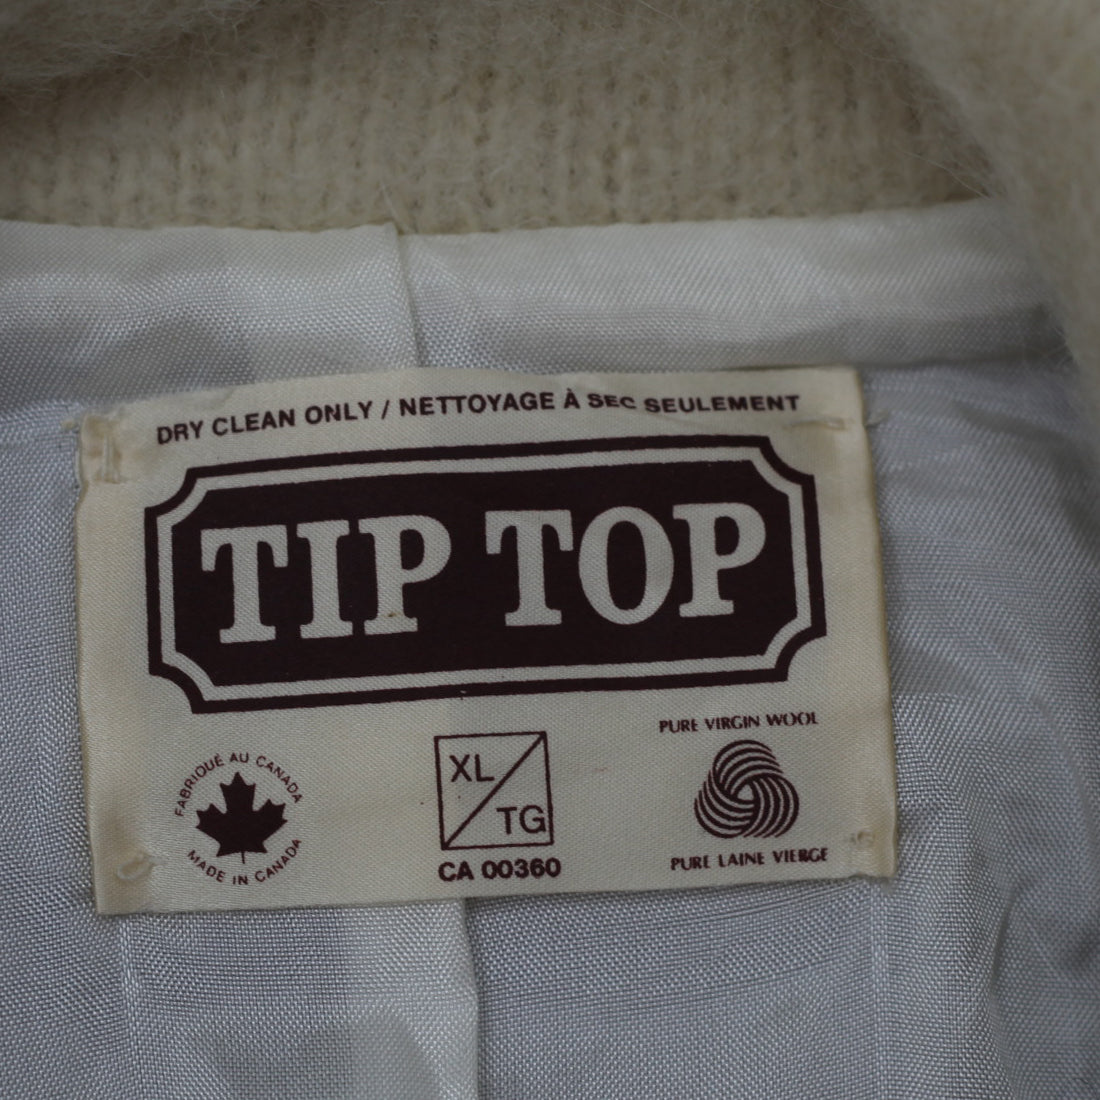 DRY CLEAN ONLY / NETTOYAGE À SEC SEULEMENT
TIP TOP
FABRIQUÉ AU CANADA
MADE IN CANADA
XL/TG
CA 00360
PURE VIRGIN WOOL
PURE LAINE VIERGE